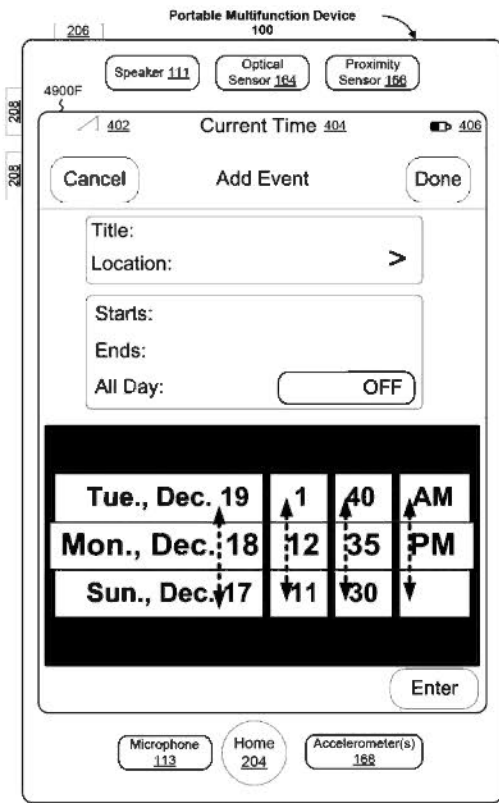 Portable Multifunction Device
100
206
Speaker 111
Optical
Sensor 164
Proximity
Sensor 166
4900F
208
208
402
Current Time 404
406
Cancel
Add Event
Done
Title:
Location:
>
Starts:
Ends:
All Day:
OFF
Tue., Dec. 19 1 40 AM
Mon., Dec. 18 12 35 PM
Sun., Dec. 17 11 30
Enter
Microphone
113
Home
204
Accelerometer(s)
168